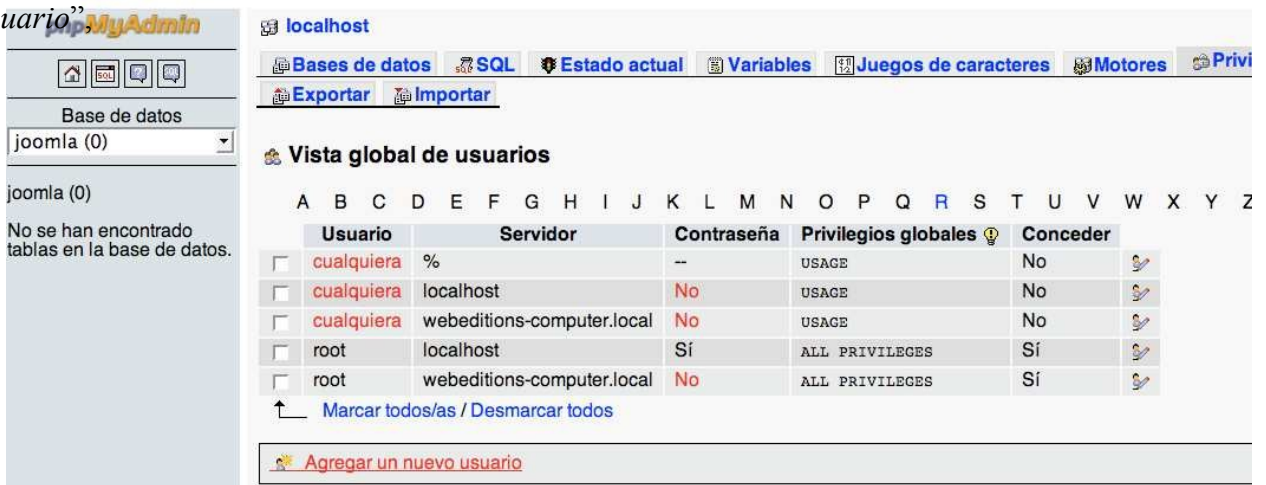 uario”,
phpMyAdmin
Base de datos
joomla (0)
joomla (0)
No se han encontrado
tablas en la base de datos.
localhost
Bases de datos SQL Estado actual Variables Juegos de caracteres Motores Privi
Exportar Importar
Vista global de usuarios
A B C D E F G H I J K L M N O P Q R S T U V W X Y Z
Usuario Servidor Contraseña Privilegios globales Conceder
cualquiera % -- USAGE No
cualquiera localhost No USAGE No
cualquiera webeditions-computer.local No USAGE No
root localhost Sí ALL PRIVILEGES Sí
root webeditions-computer.local No ALL PRIVILEGES Sí
Marcar todos/as / Desmarcar todos
Agregar un nuevo usuario